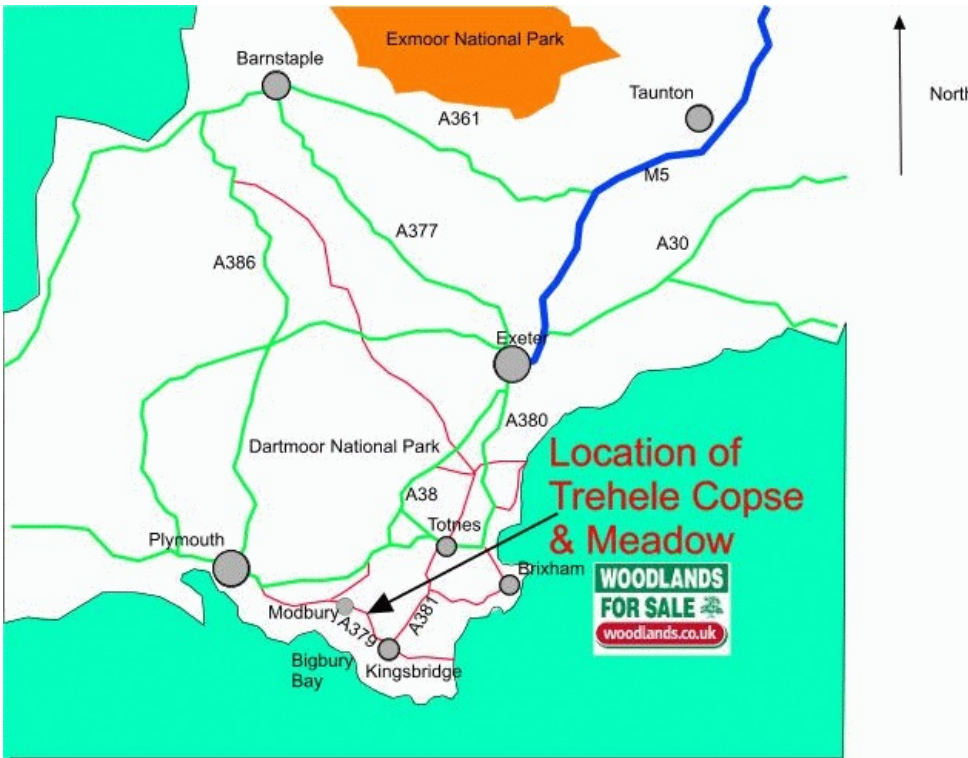 Exmoor National Park
Barnstaple
Taunton
North
A361
M5
A377
A30
A386
Exeter
A380
Dartmoor National Park
Location of
Trehele Copse
& Meadow
A38
Totnes
Plymouth
Brixham
WOODLANDS
FOR SALE
woodlands.co.uk
Modbury
A379
A381
Bigbury
Bay
Kingsbridge